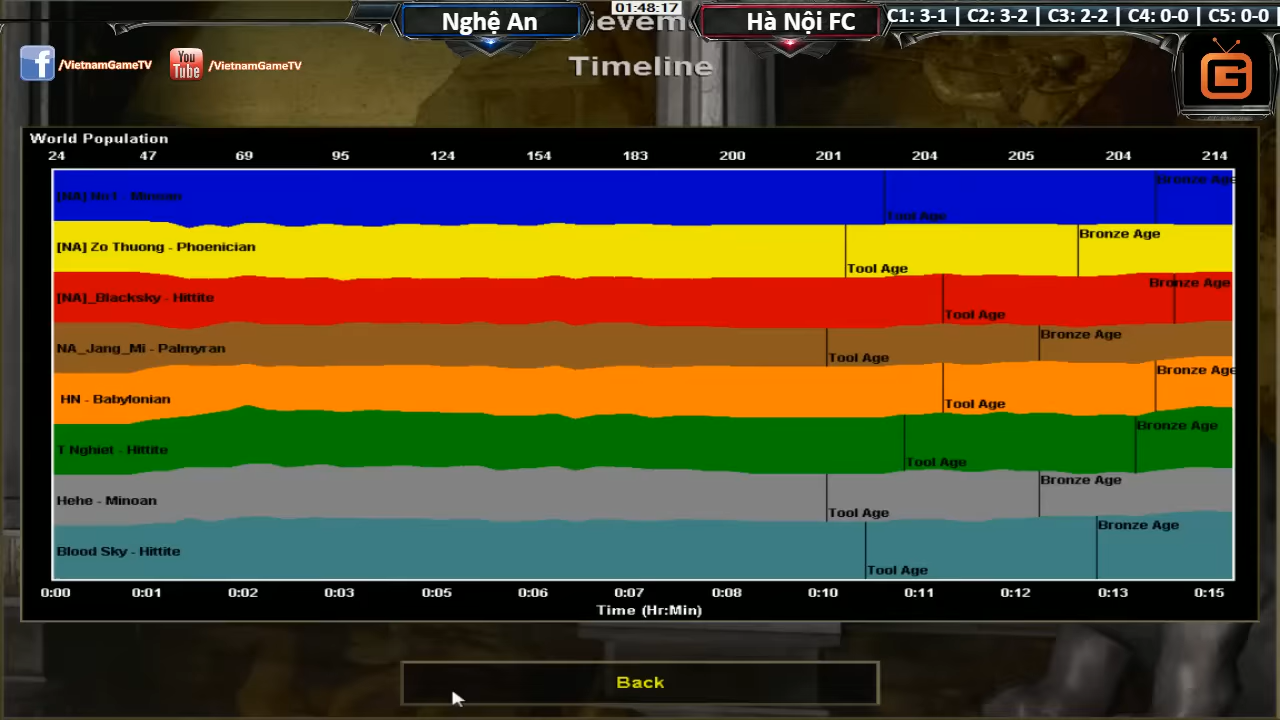 01:48:17
Nghệ An
Hà Nội FC
C1: 3-1 | C2: 3-2 | C3: 2-2 | C4: 0-0 | C5: 0-0
/VietnamGameTV
You Tube
/VietnamGameTV
Timeline
World Population
24 47 69 95 124 154 183 200 201 204 205 204 214
Minoan
Tool Age
Bronze Age
[NA] Zo Thuong - Phoenician
Tool Age
Bronze Age
[NA]_Blacksky - Hittite
Tool Age
Bronze Age
NA_Jang_Mi - Palmyran
Tool Age
Bronze Age
HN - Babylonian
Tool Age
Bronze Age
T Nghiet - Hittite
Tool Age
Bronze Age
Hehe - Minoan
Tool Age
Bronze Age
Blood Sky - Hittite
Tool Age
Bronze Age
0:00 0:01 0:02 0:03 0:05 0:06 0:07 0:08 0:10 0:11 0:12 0:13 0:15
Time (Hr:Min)
Back